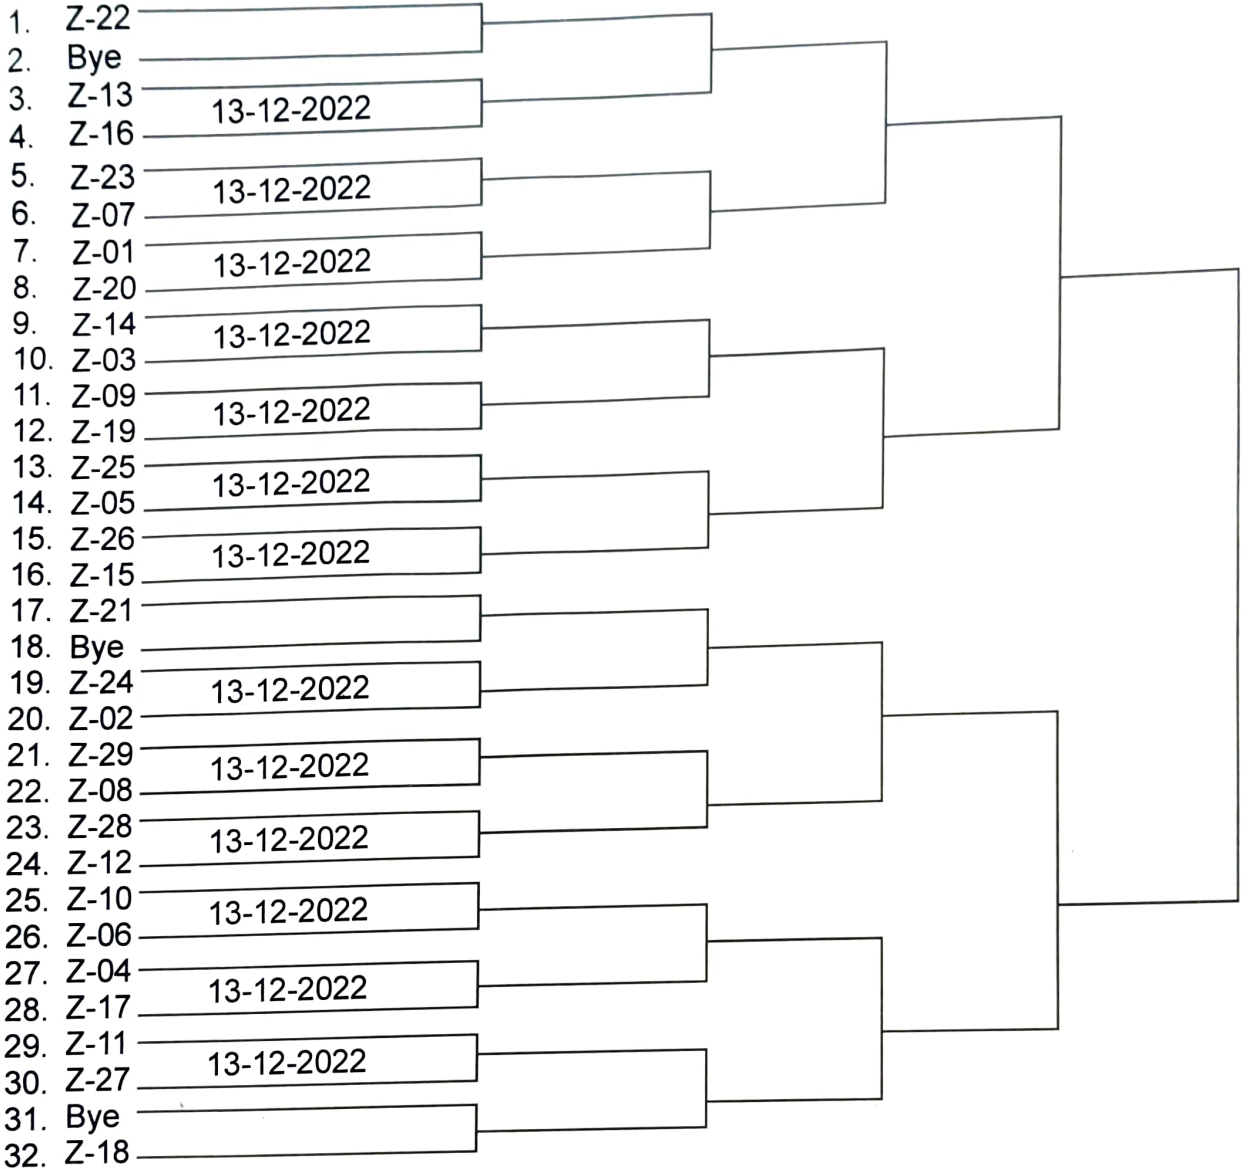 1. Z-22
2. Bye
3. Z-13
13-12-2022
4. Z-16
5. Z-23
13-12-2022
6. Z-07
7. Z-01
13-12-2022
8. Z-20
9. Z-14
13-12-2022
10. Z-03
11. Z-09
13-12-2022
12. Z-19
13. Z-25
13-12-2022
14. Z-05
15. Z-26
13-12-2022
16. Z-15
17. Z-21
18. Bye
19. Z-24
13-12-2022
20. Z-02
21. Z-29
13-12-2022
22. Z-08
23. Z-28
13-12-2022
24. Z-12
25. Z-10
13-12-2022
26. Z-06
27. Z-04
13-12-2022
28. Z-17
29. Z-11
13-12-2022
30. Z-27
31. Bye
32. Z-18